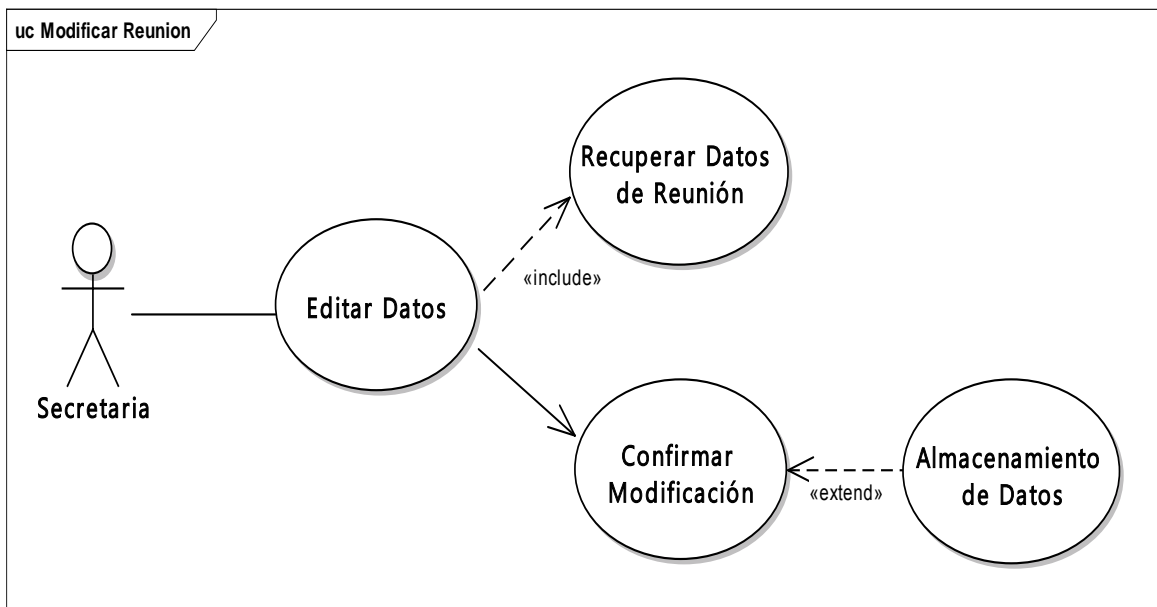 uc Modificar Reunion
Recuperar Datos
de Reunión
«include»
Editar Datos
Secretaria
Confirmar
Modificación
«extend»
Almacenamiento
de Datos